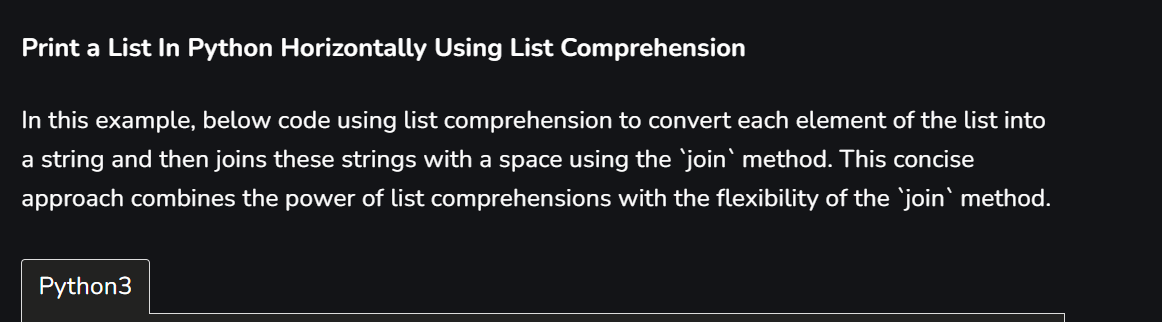 Print a List In Python Horizontally Using List Comprehension
In this example, below code using list comprehension to convert each element of the list into
a string and then joins these strings with a space using the `join` method. This concise
approach combines the power of list comprehensions with the flexibility of the `join` method.
Python3